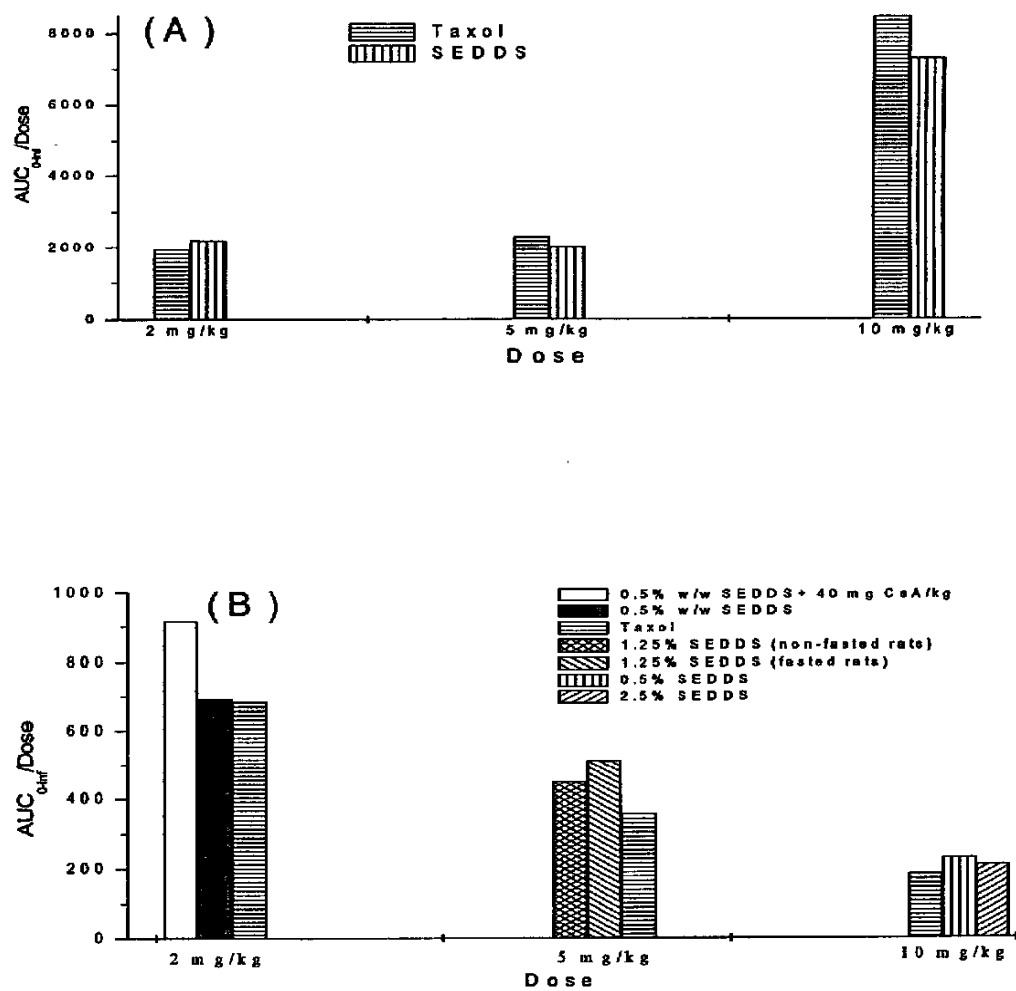 (A)
Taxol
SEDDS
8000
6000
4000
2000
0
AUC0-inf/Dose
2 mg/kg
5 mg/kg
10 mg/kg
Dose
(B)
0.5% w/w SEDDS+ 40 mg CsA/kg
0.5% w/w SEDDS
Taxol
1.25% SEDDS (non-fasted rats)
1.25% SEDDS (fasted rats)
0.5% SEDDS
2.5% SEDDS
1000
800
600
400
200
0
AUC0-inf/Dose
2 mg/kg
5 mg/kg
10 mg/kg
Dose